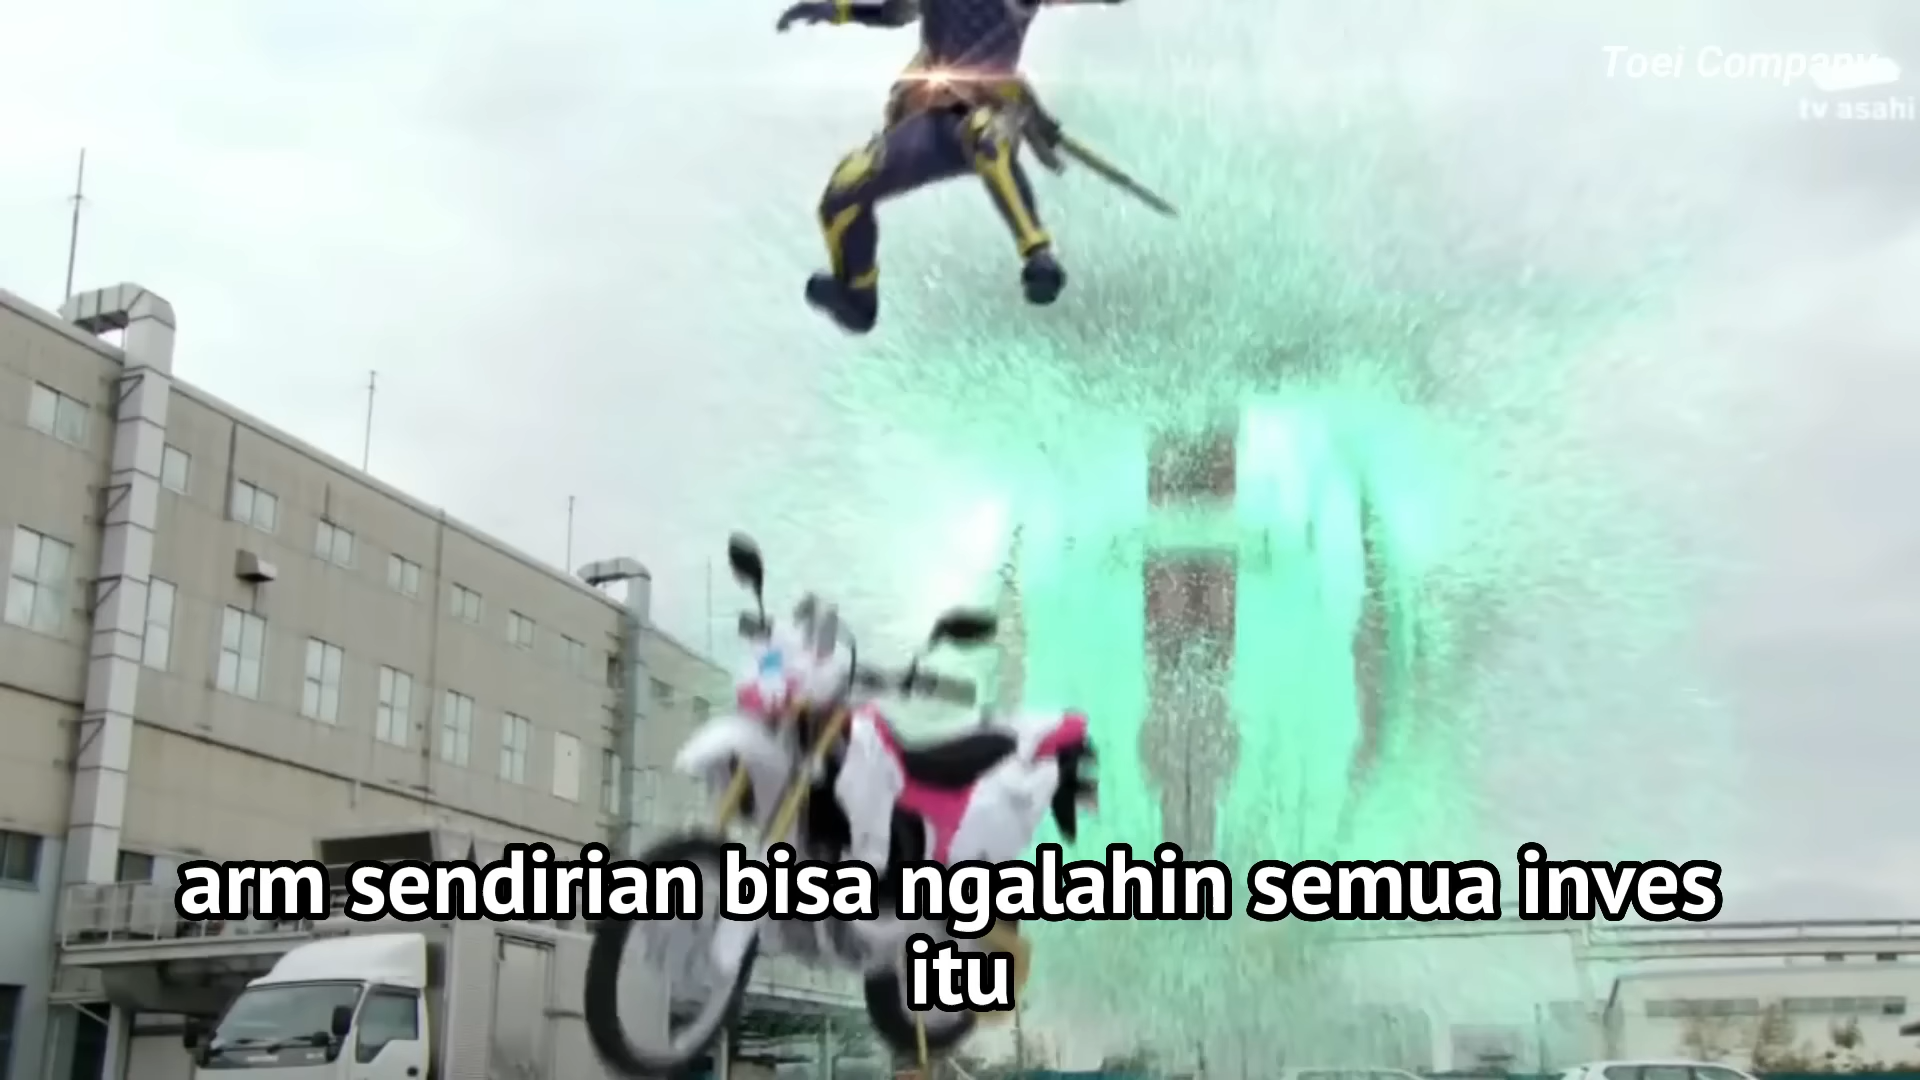 Toei Company
tv asahi
arm sendirian bisa ngalahin semua inves
itu